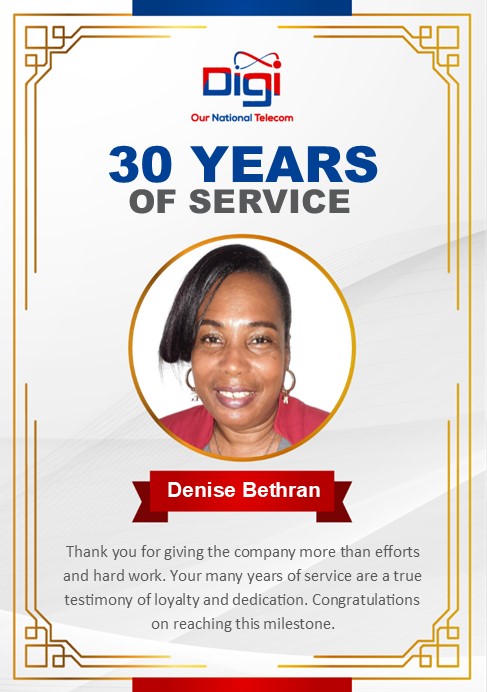 Digi
Our National Telecom
30 YEARS
OF SERVICE
Denise Bethran
Thank you for giving the company more than efforts
and hard work. Your many years of service are a true
testimony of loyalty and dedication. Congratulations
on reaching this milestone.